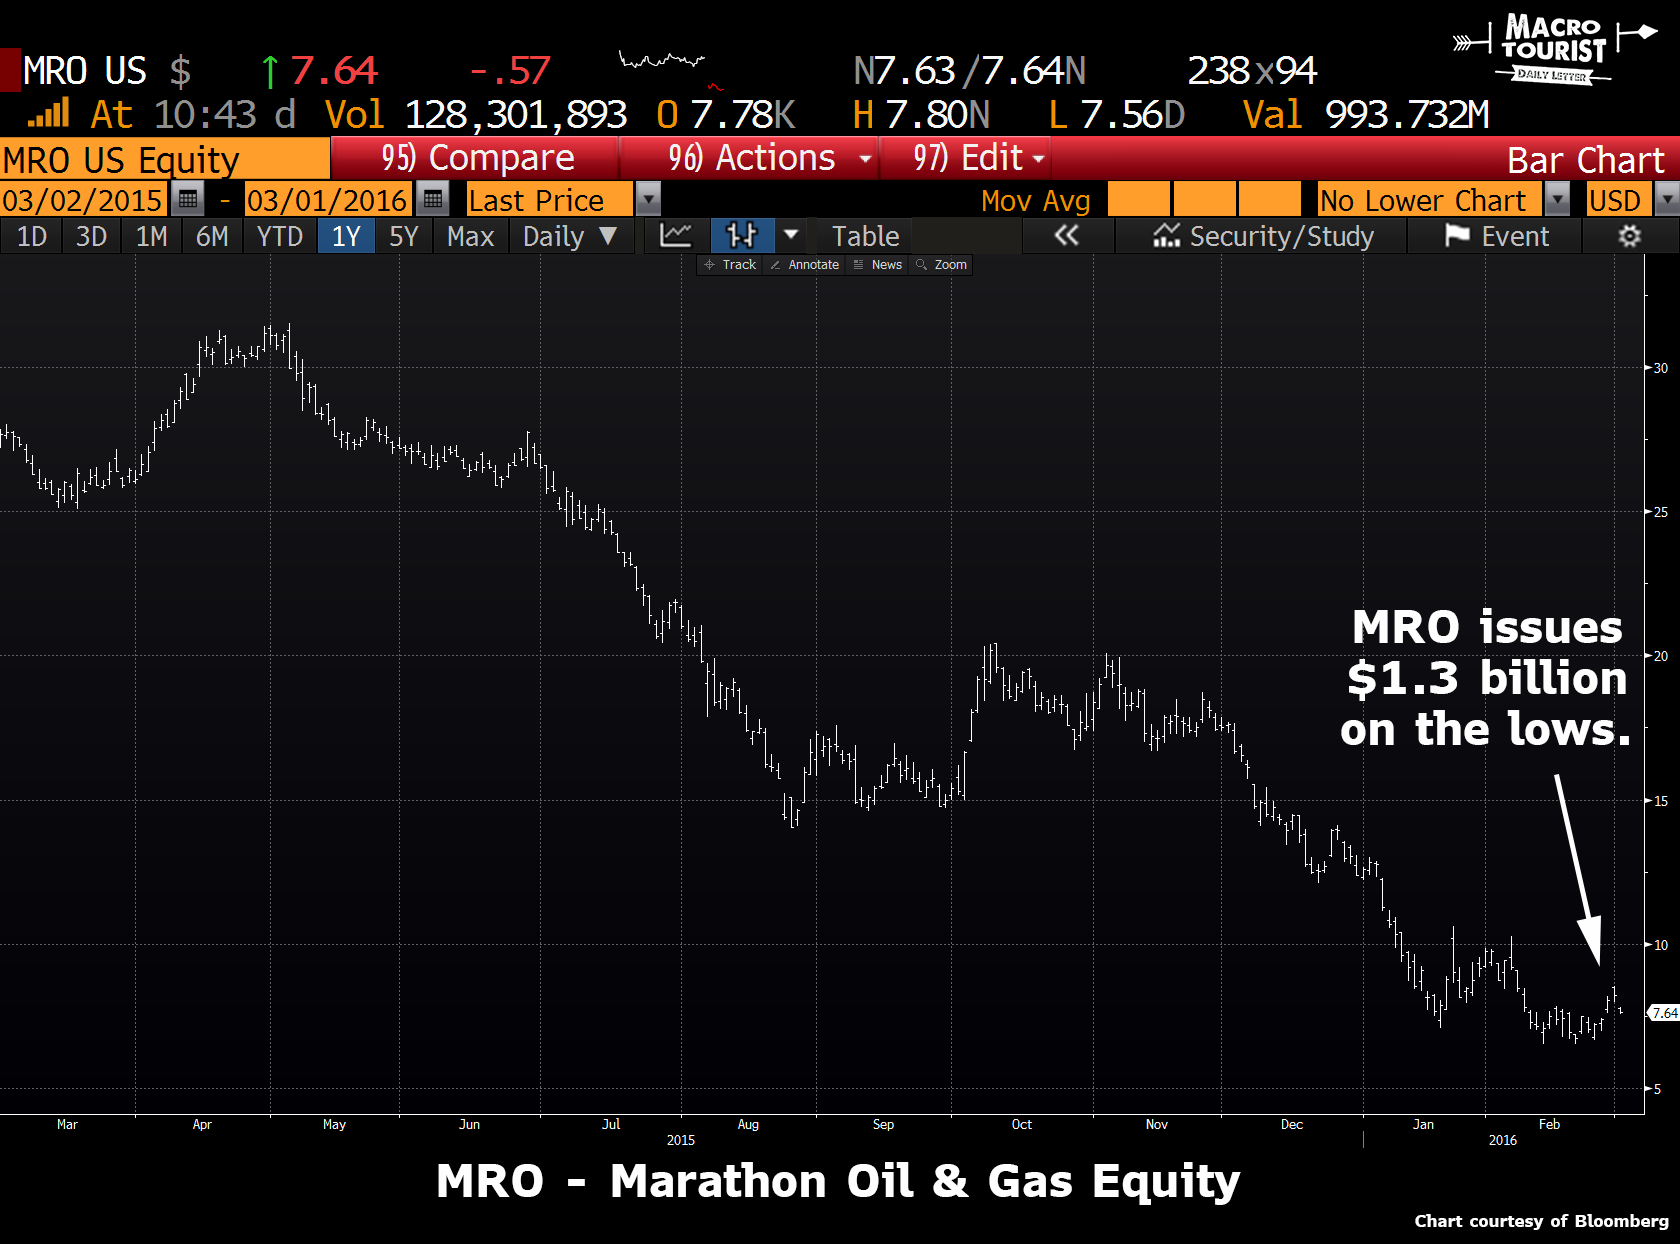 MACRO
TOURIST
DAILY LETTER
MRO US $ ↑ 7.64 -.57 N7.63/7.64N 238x94
At 10:43 d Vol 128,301,893 O 7.78K H 7.80N L 7.56D Val 993.732M
MRO US Equity 95) Compare 96) Actions 97) Edit Bar Chart
03/02/2015 - 03/01/2016 Last Price Mov Avg No Lower Chart USD
1D 3D 1M 6M YTD 1Y 5Y Max Daily ▼ Table « Security/Study Event
Track Annotate News Zoom
30
25
MRO issues
$1.3 billion
on the lows.
20
15
10
7.64
5
Mar Apr May Jun Jul Aug Sep Oct Nov Dec Jan Feb
2015 2016
MRO - Marathon Oil & Gas Equity
Chart courtesy of Bloomberg